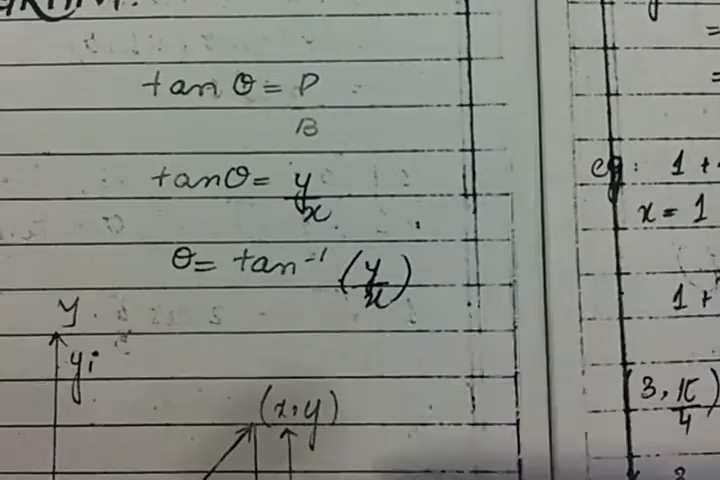 tan θ = P
B
tanθ = y
x
θ = tan⁻¹ (y/x)
y
yi
(x,y)
y
=
=
eg: 1 +
x = 1
1 +
(3, π/4)